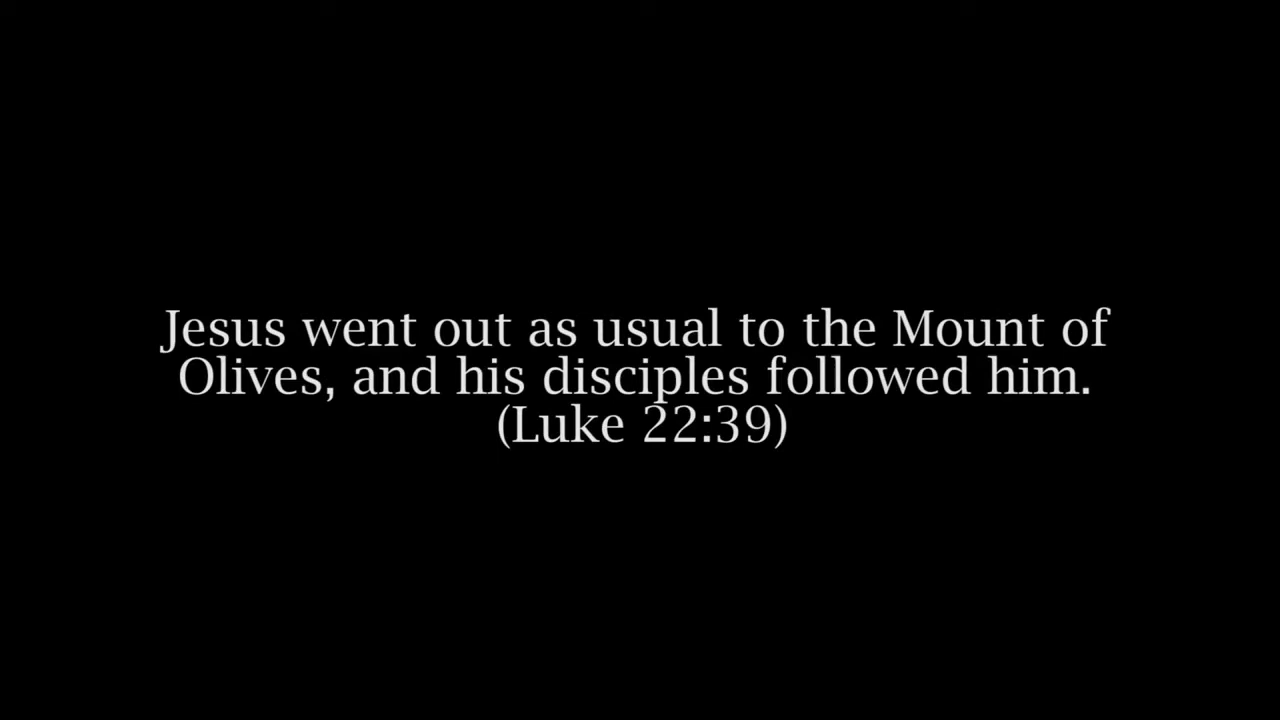 Jesus went out as usual to the Mount of
Olives, and his disciples followed him.
(Luke 22:39)